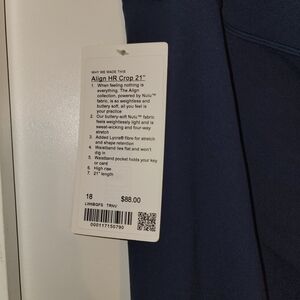 WHY WE MADE THIS
Align HR Crop 21"
1. When feeling nothing is
everything. The Align
collection, powered by Nulu™
fabric, is so weightless and
buttery soft, all you feel is
your practice
2. Our buttery-soft Nulu™ fabric
feels weightlessly light and is
sweat-wicking and four-way
stretch
3. Added Lycra® fibre for stretch
and shape retention
4. Waistband lies flat and won't
dig in
5. Waistband pocket holds your key
or card
6. High rise
7. 21" length
18 $88.00
LW6BGFS TRNV
000117150790